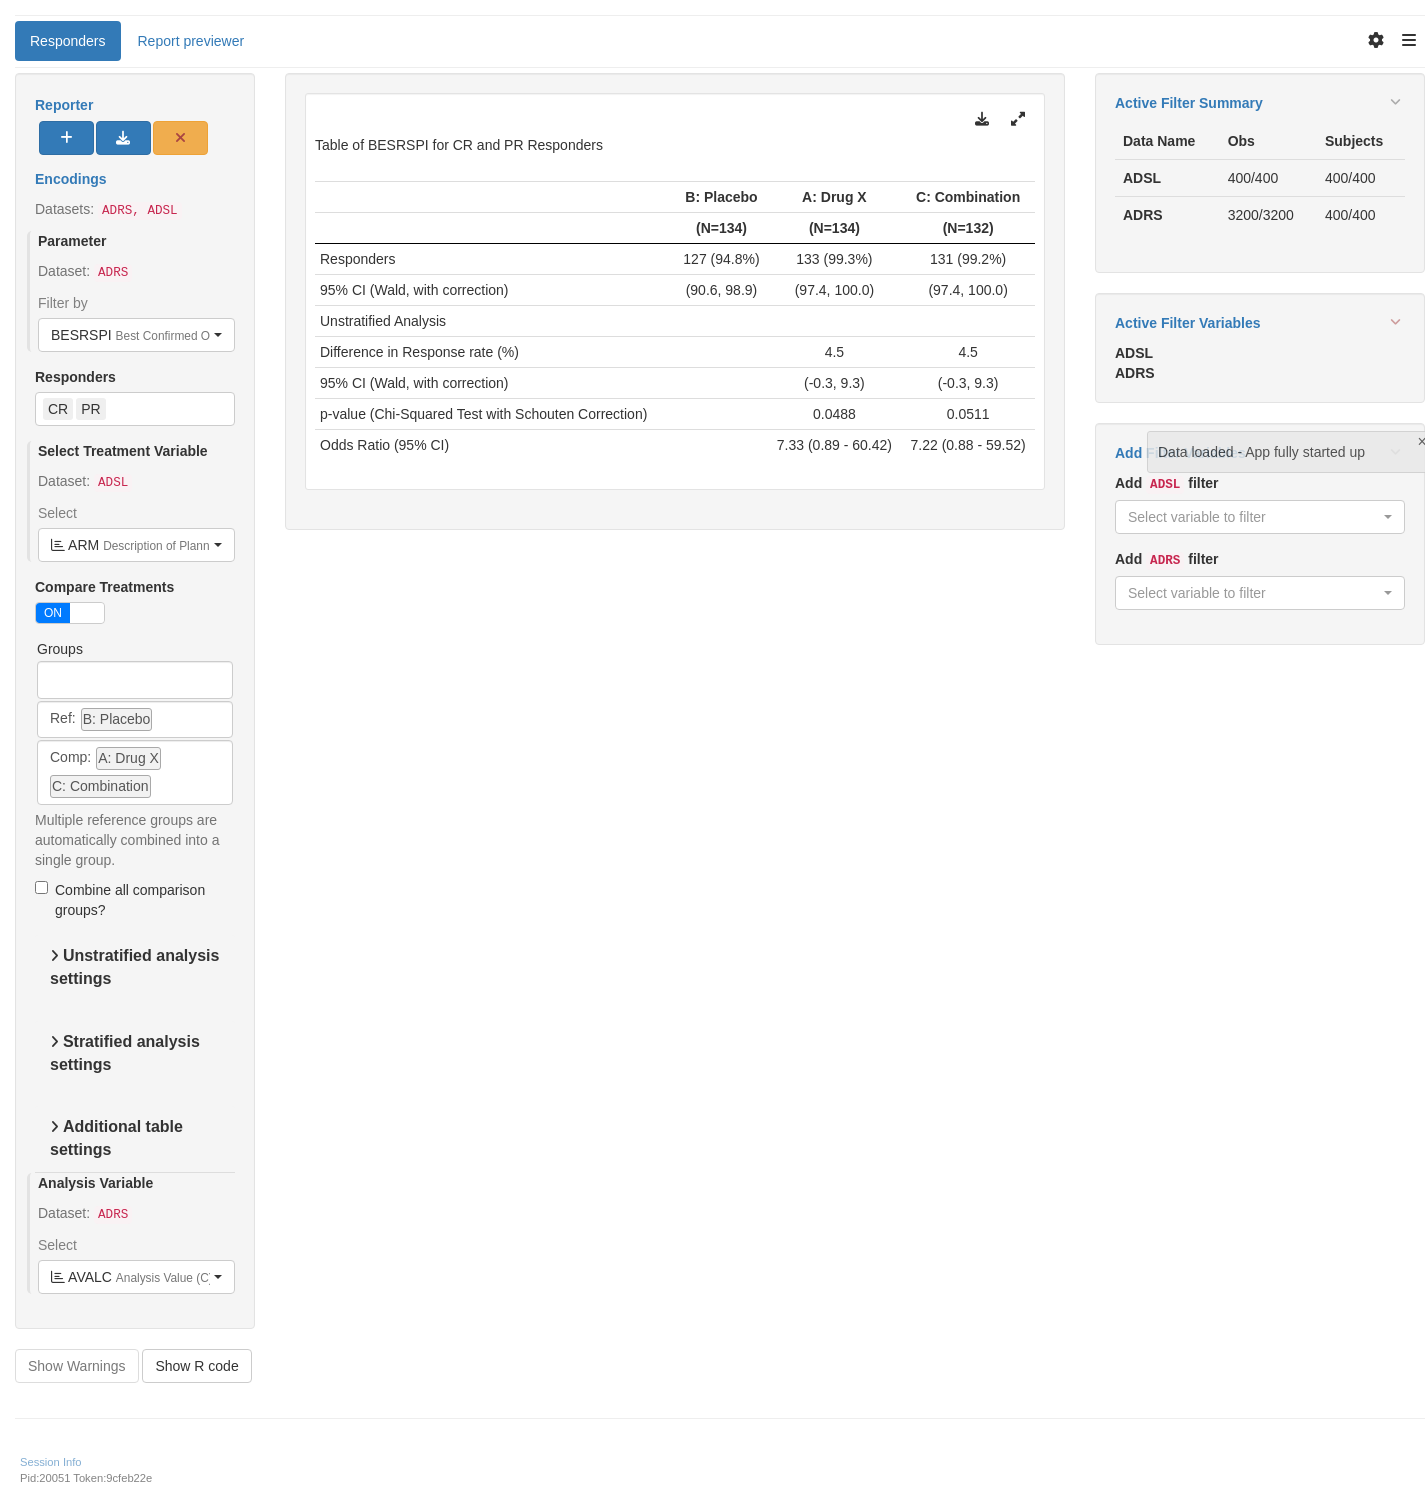 Responders
Report previewer
Reporter
Encodings
Datasets: ADRS, ADSL
Parameter
Dataset: ADRS
Filter by
BESRSPI Best Confirmed O
Responders
CR PR
Select Treatment Variable
Dataset: ADSL
Select
ARM Description of Plann
Compare Treatments
ON
Groups
Ref: B: Placebo
Comp: A: Drug X
C: Combination
Multiple reference groups are
automatically combined into a
single group.
Combine all comparison
groups?
Unstratified analysis
settings
Stratified analysis
settings
Additional table
settings
Analysis Variable
Dataset: ADRS
Select
AVALC Analysis Value (C)
Show Warnings
Show R code
Table of BESRSPI for CR and PR Responders
B: Placebo A: Drug X C: Combination
(N=134) (N=134) (N=132)
Responders 127 (94.8%) 133 (99.3%) 131 (99.2%)
95% CI (Wald, with correction) (90.6, 98.9) (97.4, 100.0) (97.4, 100.0)
Unstratified Analysis
Difference in Response rate (%) 4.5 4.5
95% CI (Wald, with correction) (-0.3, 9.3) (-0.3, 9.3)
p-value (Chi-Squared Test with Schouten Correction) 0.0488 0.0511
Odds Ratio (95% CI) 7.33 (0.89 - 60.42) 7.22 (0.88 - 59.52)
Active Filter Summary
Data Name Obs Subjects
ADSL 400/400 400/400
ADRS 3200/3200 400/400
Active Filter Variables
ADSL
ADRS
Add
Data loaded - App fully started up
×
Add ADSL filter
Select variable to filter
Add ADRS filter
Select variable to filter
Session Info
Pid:20051 Token:9cfeb22e